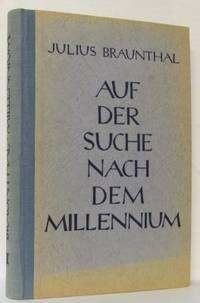 JULIUS BRAUNTHAL
AUF
DER
SUCHE
NACH
DEM
MILLENNIUM